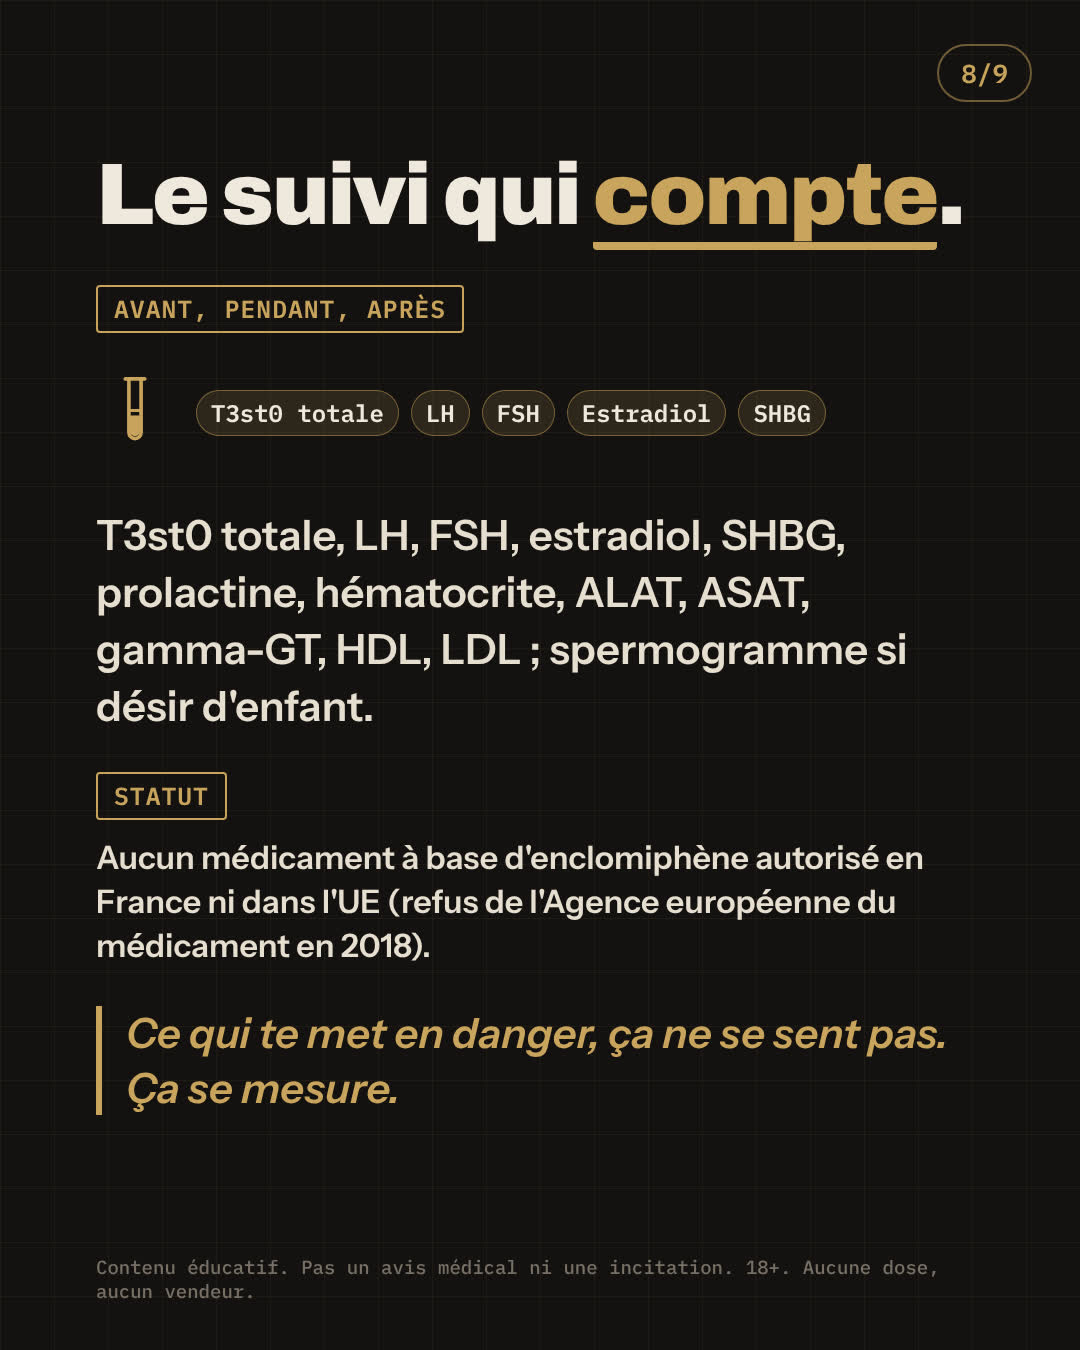 8/9
Le suivi qui compte.
AVANT, PENDANT, APRÈS
T3st0 totale LH FSH Estradiol SHBG
T3st0 totale, LH, FSH, estradiol, SHBG,
prolactine, hématocrite, ALAT, ASAT,
gamma-GT, HDL, LDL ; spermogramme si
désir d'enfant.
STATUT
Aucun médicament à base d'enclomiphène autorisé en
France ni dans l'UE (refus de l'Agence européenne du
médicament en 2018).
Ce qui te met en danger, ça ne se sent pas.
Ça se mesure.
Contenu éducatif. Pas un avis médical ni une incitation. 18+. Aucune dose,
aucun vendeur.